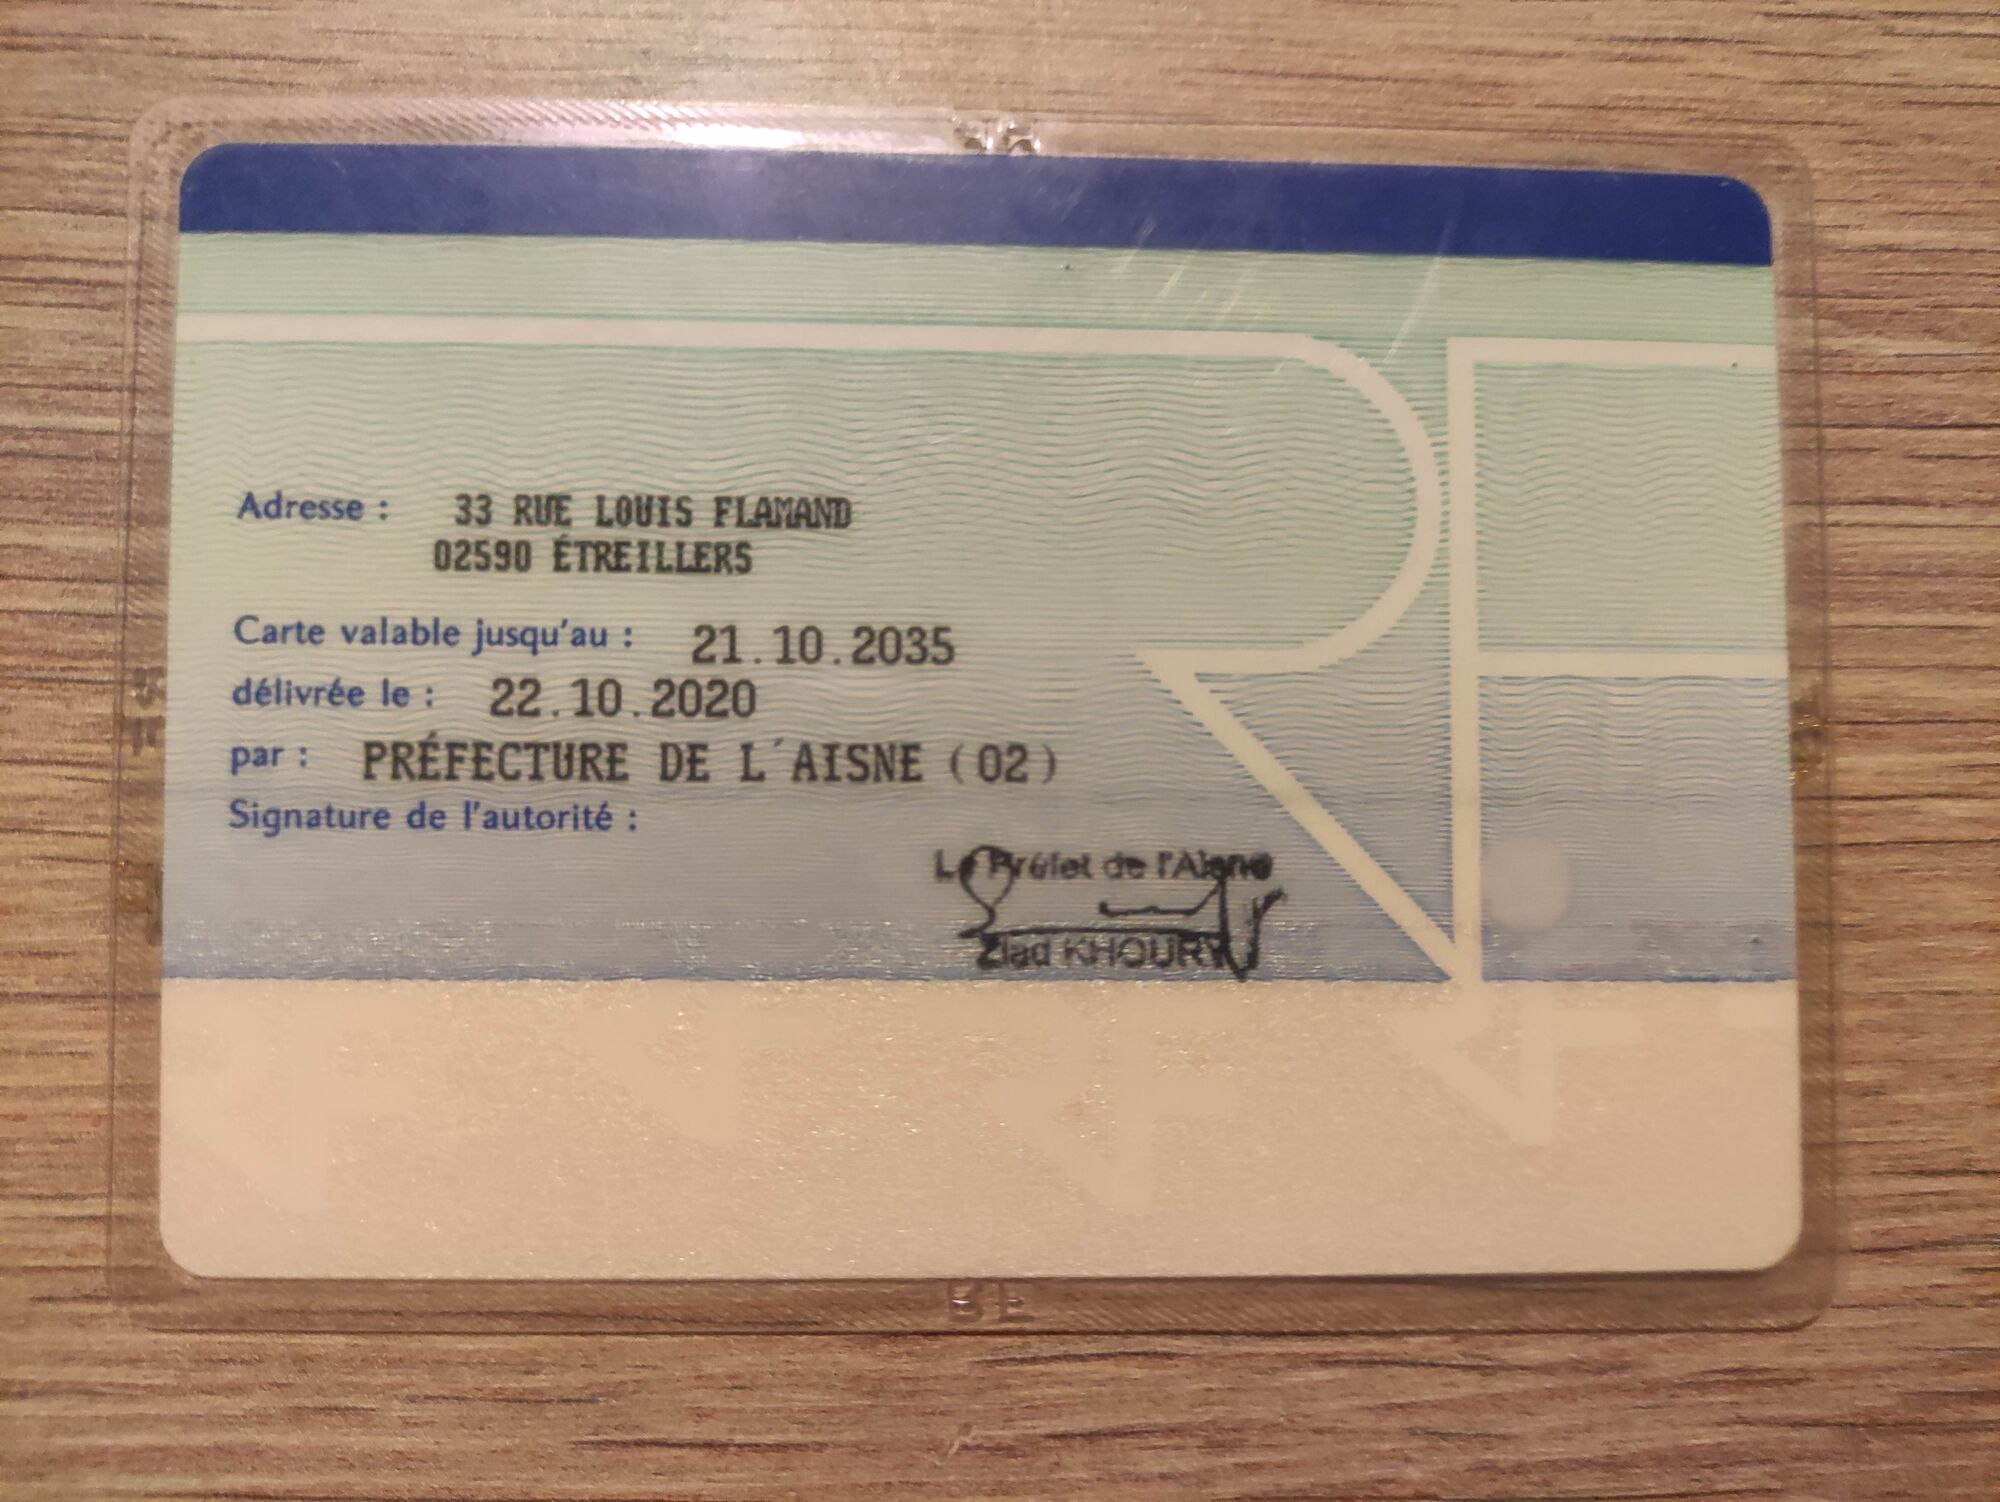 Adresse : 33 RUE LOUIS FLAMAND
02590 ÉTREILLERS
Carte valable jusqu'au : 21.10.2035
délivrée le : 22.10.2020
par : PRÉFECTURE DE L´AISNE (02)
Signature de l'autorité :
Le Préfet de l'Aisne
Ziad KHOURY
RF